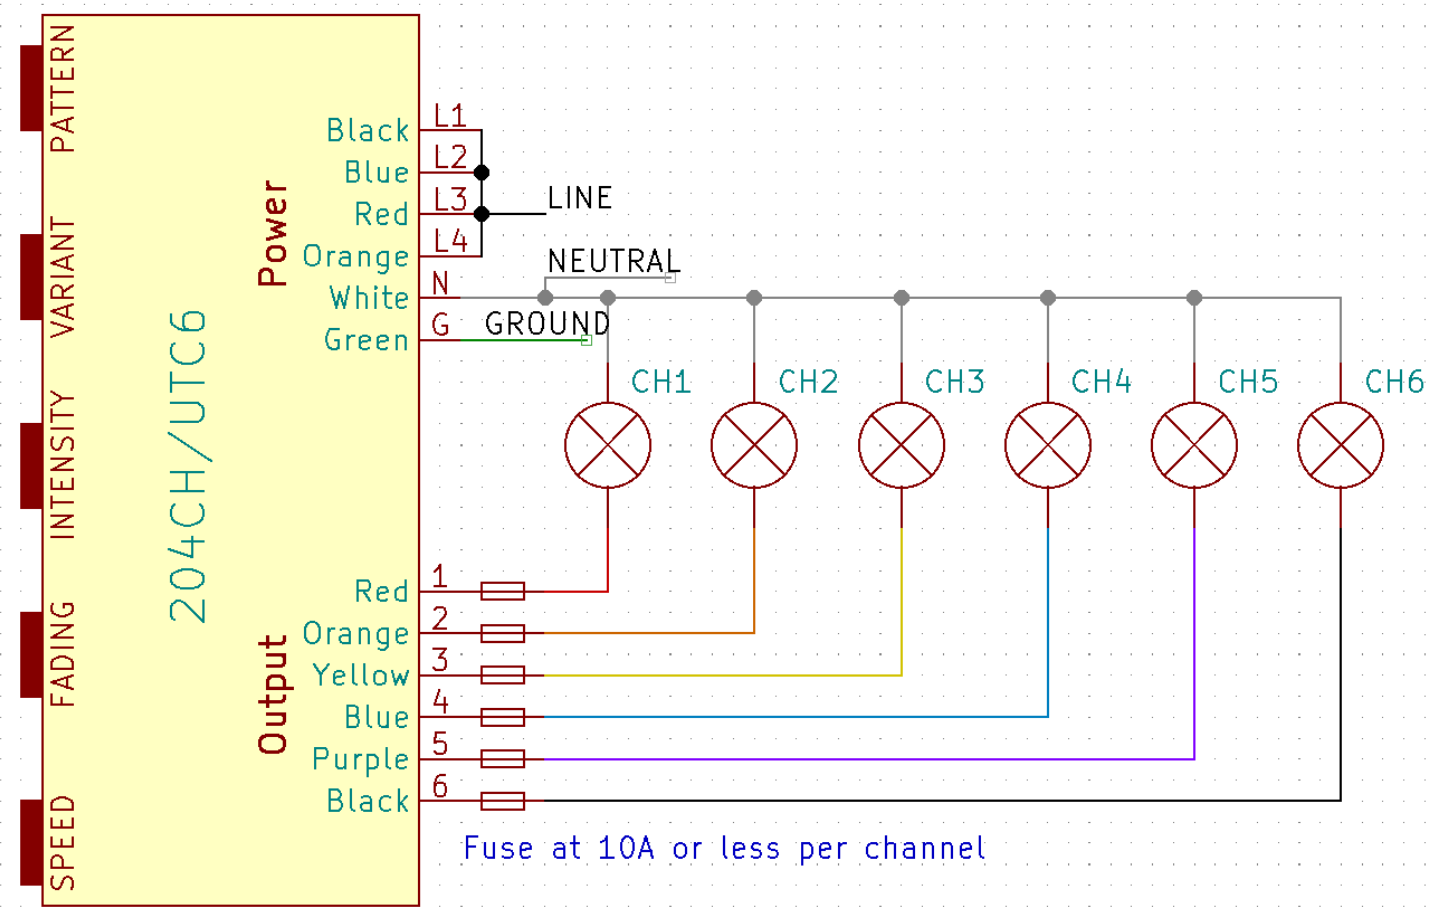 PATTERN
VARIANT
INTENSITY
FADING
SPEED
204CH/UTC6
Power
Black L1
Blue L2
Red L3
Orange L4
White N
Green G
LINE
NEUTRAL
GROUND
CH1 CH2 CH3 CH4 CH5 CH6
Output
Red 1
Orange 2
Yellow 3
Blue 4
Purple 5
Black 6
Fuse at 10A or less per channel